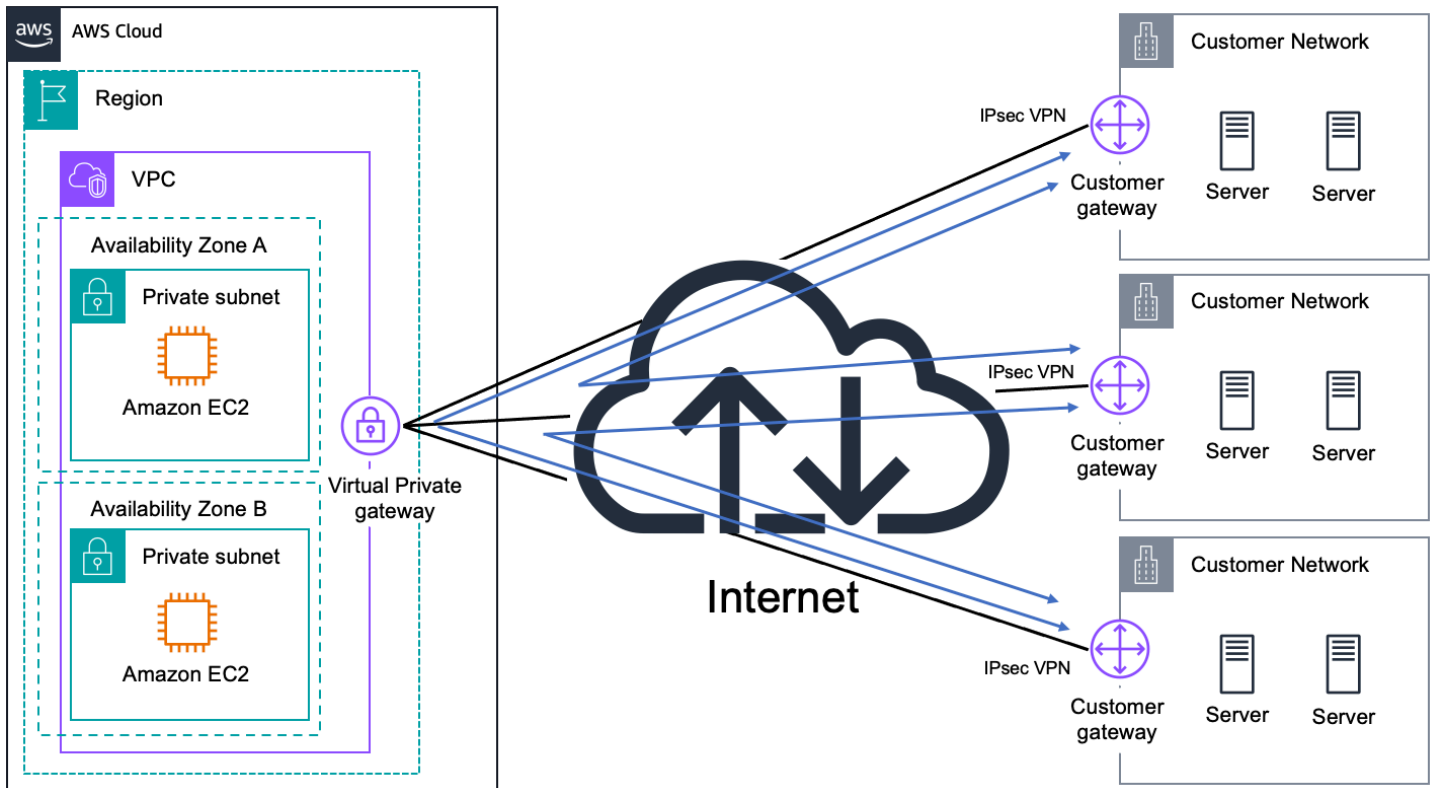 aws
AWS Cloud
Region
VPC
Availability Zone A
Private subnet
Amazon EC2
Availability Zone B
Private subnet
Amazon EC2
Virtual Private
gateway
Internet
IPsec VPN
Customer
gateway
Customer Network
Server
Server
IPsec VPN
Customer
gateway
Customer Network
Server
Server
IPsec VPN
Customer
gateway
Customer Network
Server
Server